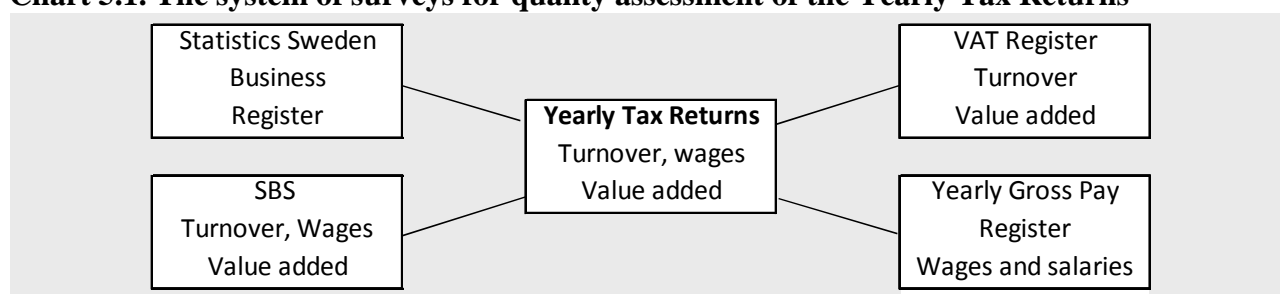 Chart 5.1. The system of surveys for quality assessment of the Yearly Tax Returns
Statistics Sweden
Business
Register
SBS
Turnover, Wages
Value added
Yearly Tax Returns
Turnover, wages
Value added
VAT Register
Turnover
Value added
Yearly Gross Pay
Register
Wages and salaries